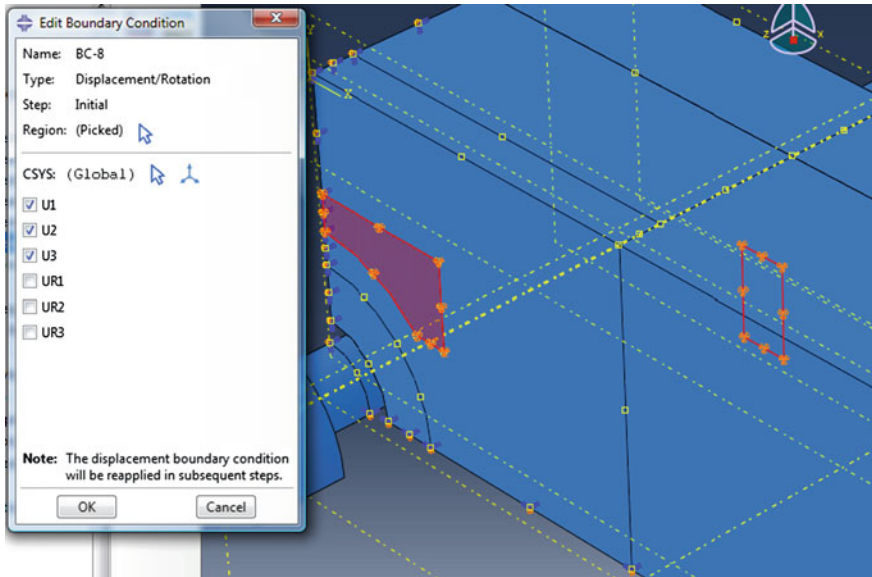 Edit Boundary Condition
Name: BC-8
Type: Displacement/Rotation
Step: Initial
Region: (Picked)
CSYS: (Global)
U1
U2
U3
UR1
UR2
UR3
Note: The displacement boundary condition
will be reapplied in subsequent steps.
OK Cancel
Y
X
z x